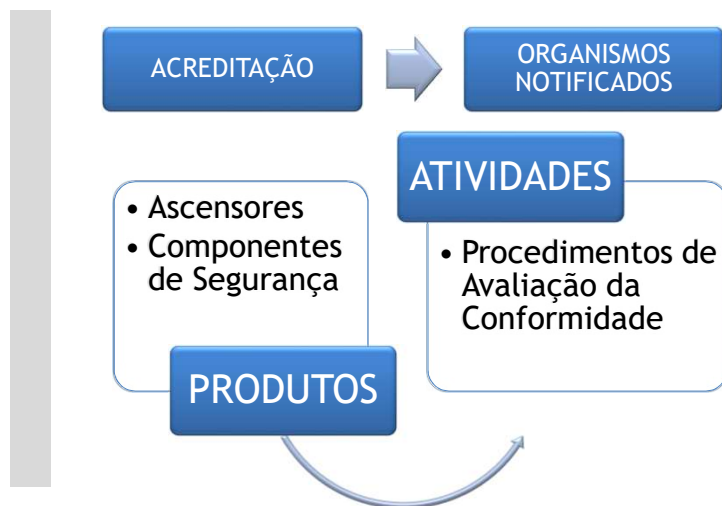 ACREDITAÇÃO
ORGANISMOS
NOTIFICADOS
ATIVIDADES
• Ascensores
• Componentes
de Segurança
• Procedimentos de
Avaliação da
Conformidade
PRODUTOS